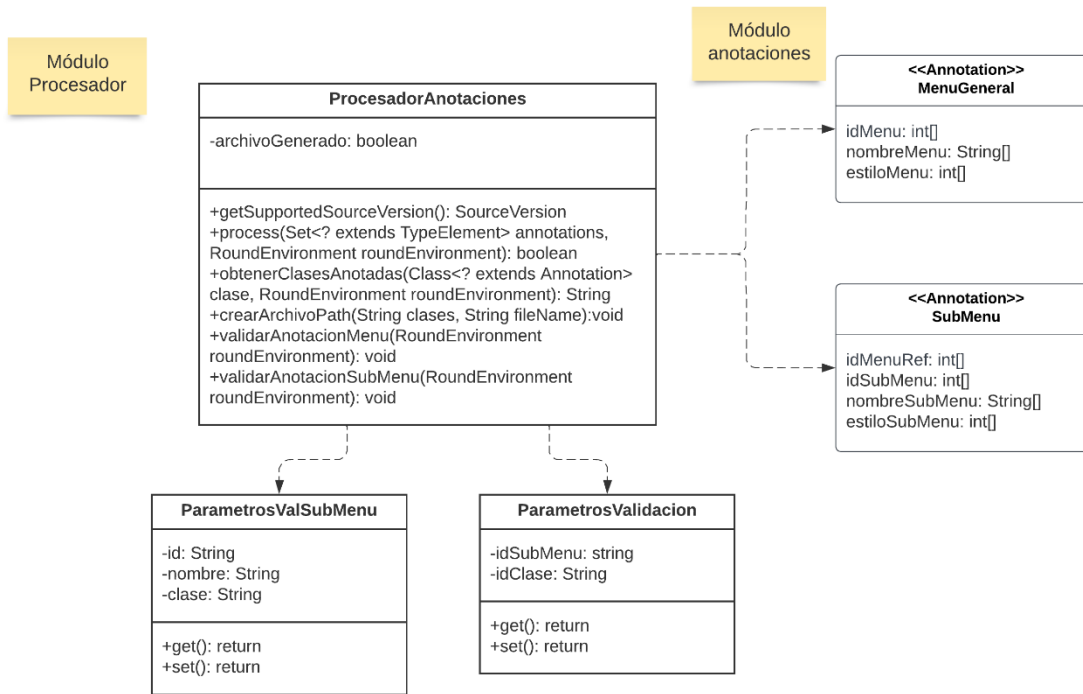 Módulo
Procesador
Módulo
anotaciones
ProcesadorAnotaciones
-archivoGenerado: boolean
+getSupportedSourceVersion(): SourceVersion
+process(Set<? extends TypeElement> annotations,
RoundEnvironment roundEnvironment): boolean
+obtenerClasesAnotadas(Class<? extends Annotation>
clase, RoundEnvironment roundEnvironment): String
+crearArchivoPath(String clases, String fileName):void
+validarAnotacionMenu(RoundEnvironment
roundEnvironment): void
+validarAnotacionSubMenu(RoundEnvironment
roundEnvironment): void
<<Annotation>>
MenuGeneral
idMenu: int[]
nombreMenu: String[]
estiloMenu: int[]
<<Annotation>>
SubMenu
idMenuRef: int[]
idSubMenu: int[]
nombreSubMenu: String[]
estiloSubMenu: int[]
ParametrosValSubMenu
-id: String
-nombre: String
-clase: String
+get(): return
+set(): return
ParametrosValidacion
-idSubMenu: string
-idClase: String
+get(): return
+set(): return